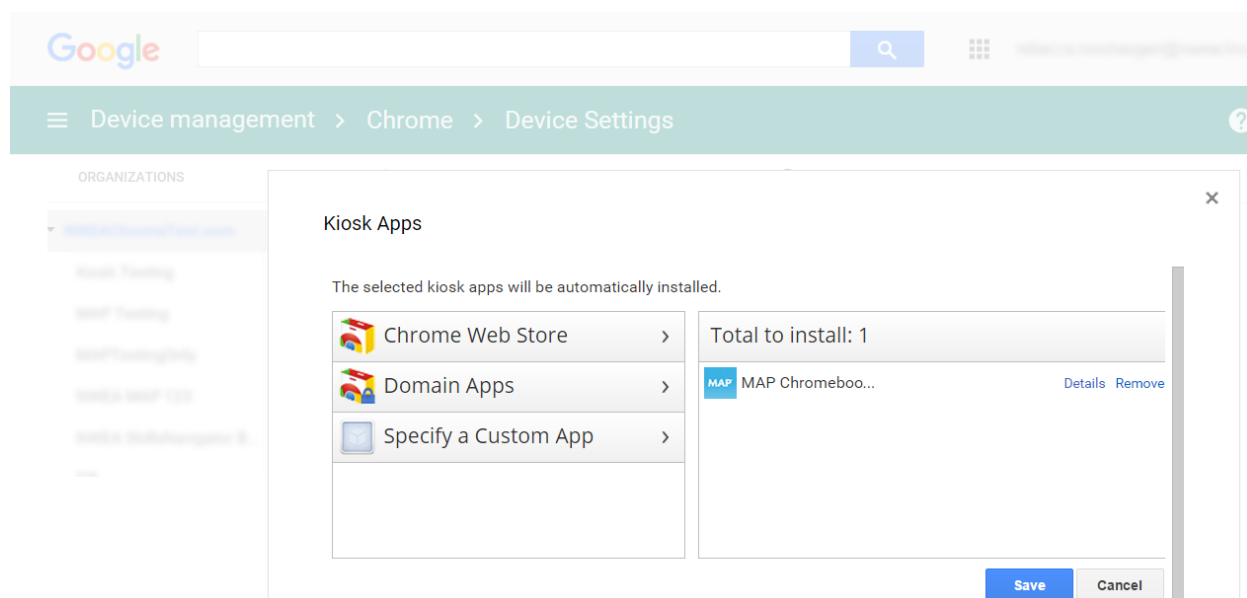 Google
Device management > Chrome > Device Settings
ORGANIZATIONS
Kiosk Apps
The selected kiosk apps will be automatically installed.
Chrome Web Store
Total to install: 1
Domain Apps
MAP MAP Chromeboo... Details Remove
Specify a Custom App
Save Cancel